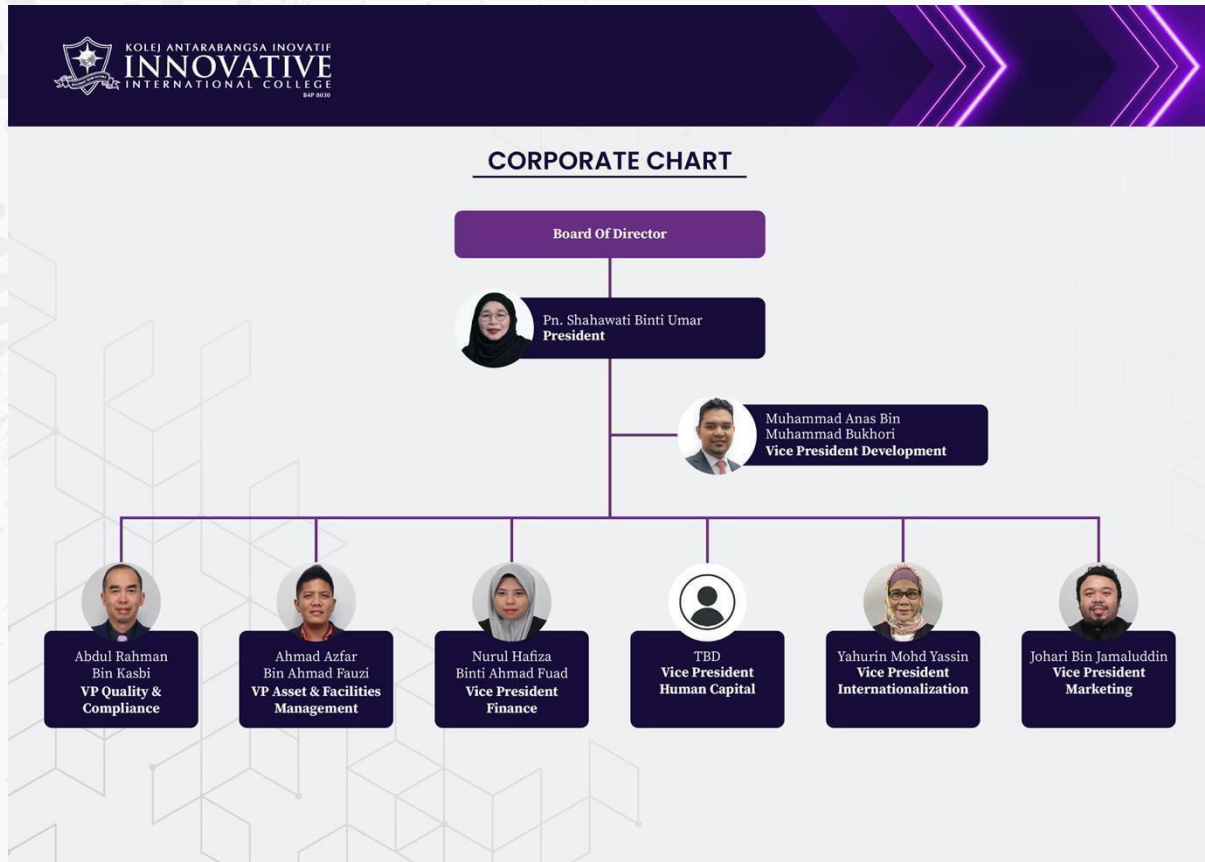 KOLEJ ANTARABANGSA INOVATIF
INNOVATIVE
INTERNATIONAL COLLEGE
B4P 8030
CORPORATE CHART
Board Of Director
Pn. Shahawati Binti Umar
President
Muhammad Anas Bin
Muhammad Bukhori
Vice President Development
Abdul Rahman
Bin Kasbi
VP Quality &
Compliance
Ahmad Azfar
Bin Ahmad Fauzi
VP Asset & Facilities
Management
Nurul Hafiza
Binti Ahmad Fuad
Vice President
Finance
TBD
Vice President
Human Capital
Yahurin Mohd Yassin
Vice President
Internationalization
Johari Bin Jamaluddin
Vice President
Marketing